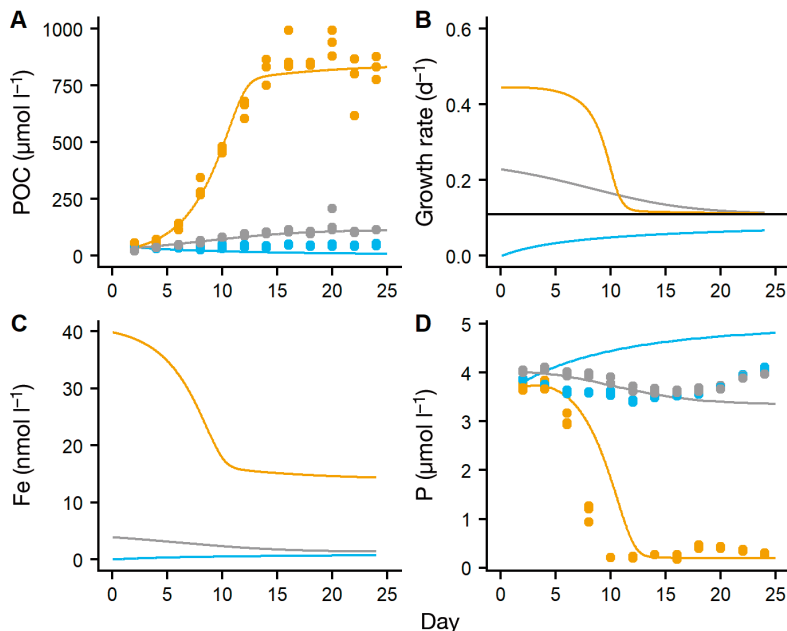 A
POC (μmol l⁻¹)
1000
750
500
250
0
0 5 10 15 20 25
B
Growth rate (d⁻¹)
0.6
0.4
0.2
0.0
0 5 10 15 20 25
C
Fe (nmol l⁻¹)
40
30
20
10
0
0 5 10 15 20 25
D
P (μmol l⁻¹)
5
4
3
2
1
0
0 5 10 15 20 25
Day